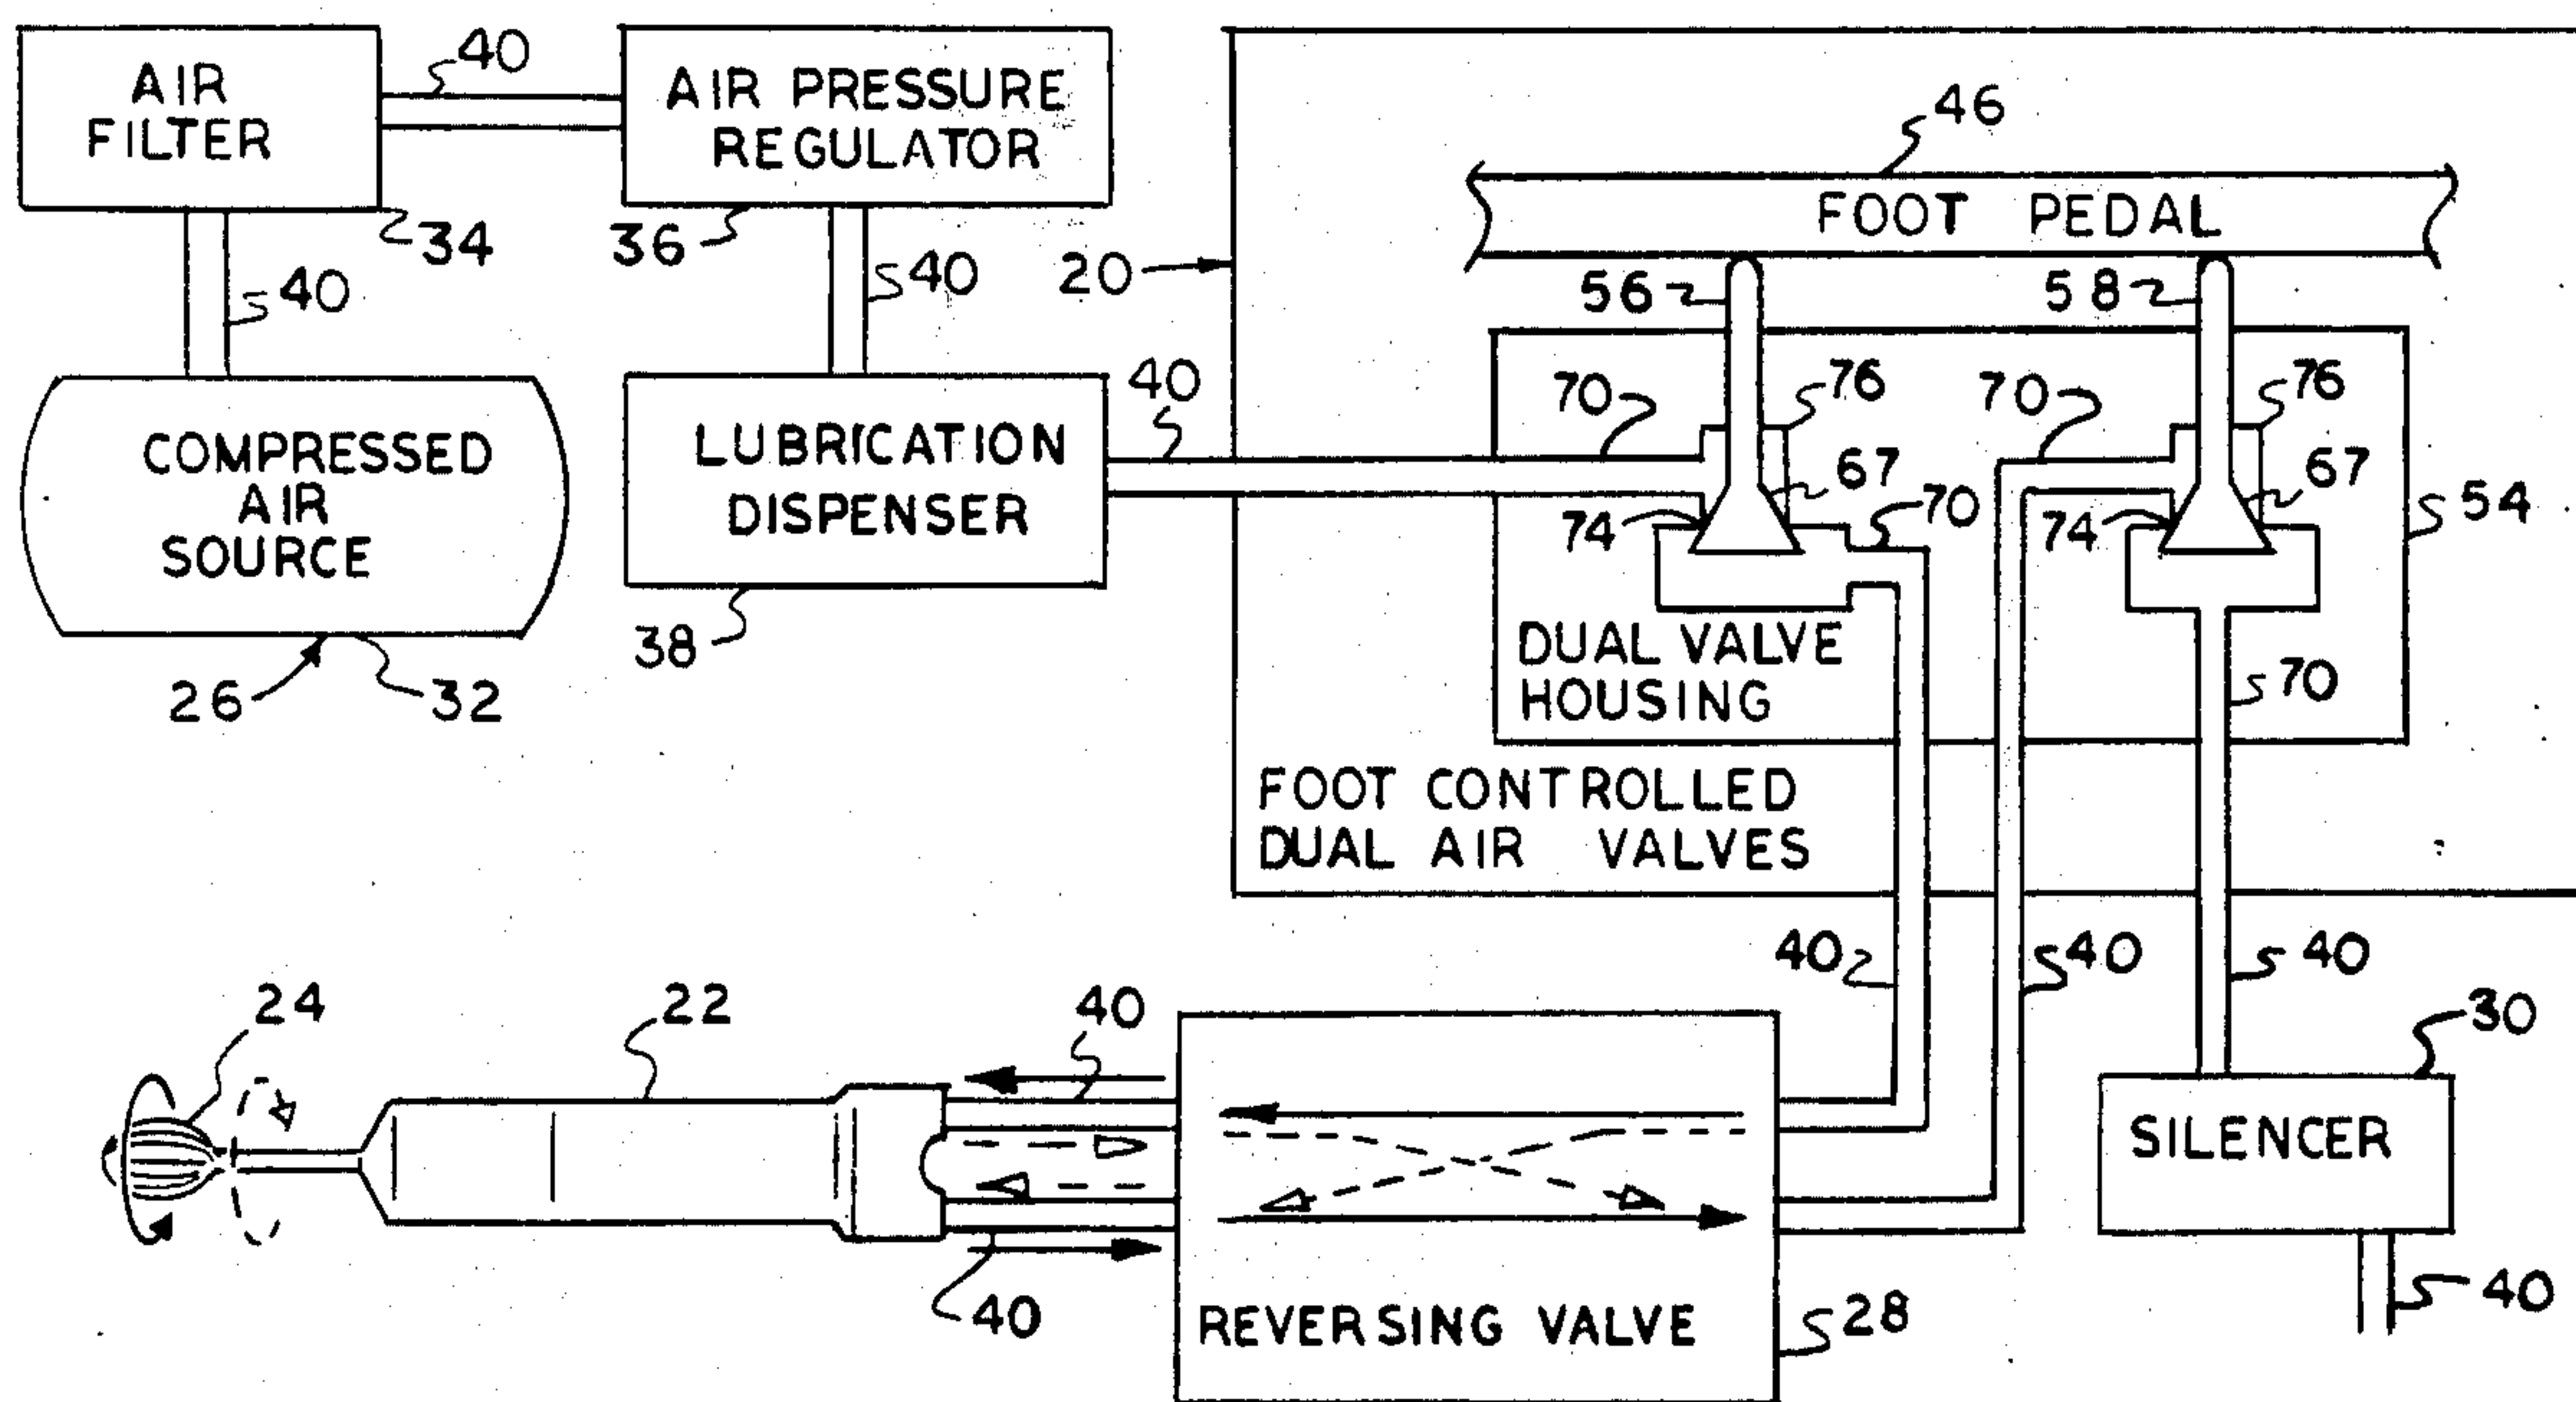 AIR
FILTER
40
AIR PRESSURE
REGULATOR
46
FOOT PEDAL
34
36
40
40
20
56
58
COMPRESSED
AIR
SOURCE
LUBRICATION
DISPENSER
40
70
76
70
76
67
67
54
74
70
74
38
26
32
DUAL VALVE
HOUSING
70
FOOT CONTROLLED
DUAL AIR VALVES
40
40
40
24
22
40
30
SILENCER
40
REVERSING VALVE
28
40